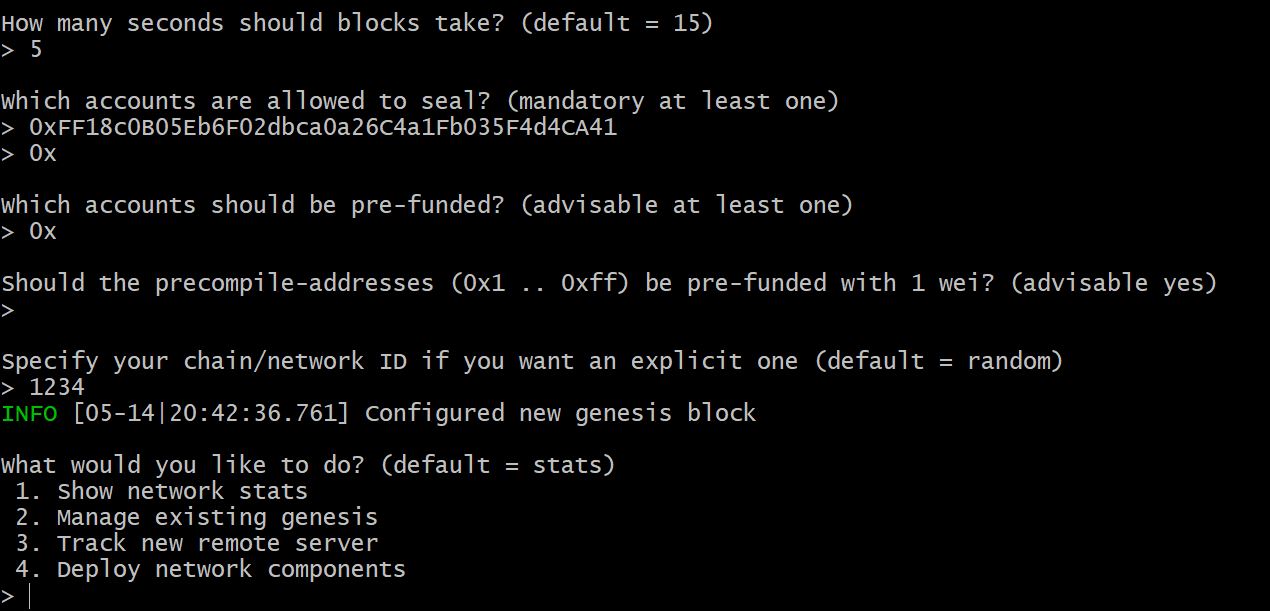 How many seconds should blocks take? (default = 15)
> 5
Which accounts are allowed to seal? (mandatory at least one)
> 0xFF18c0B05Eb6F02dbca0a26C4a1Fb035F4d4CA41
> 0x
Which accounts should be pre-funded? (advisable at least one)
> 0x
Should the precompile-addresses (0x1 .. 0xff) be pre-funded with 1 wei? (advisable yes)
>
Specify your chain/network ID if you want an explicit one (default = random)
> 1234
INFO [05-14|20:42:36.761] Configured new genesis block
What would you like to do? (default = stats)
1. Show network stats
2. Manage existing genesis
3. Track new remote server
4. Deploy network components
>